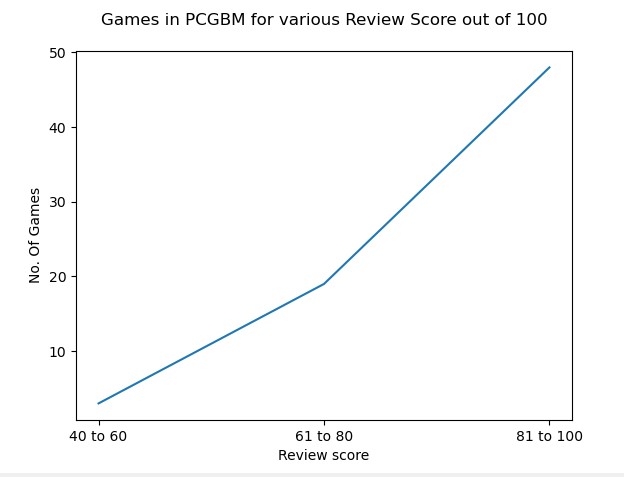 Games in PCGBM for various Review Score out of 100
50
40
30
20
10
No. Of Games
40 to 60
61 to 80
81 to 100
Review score